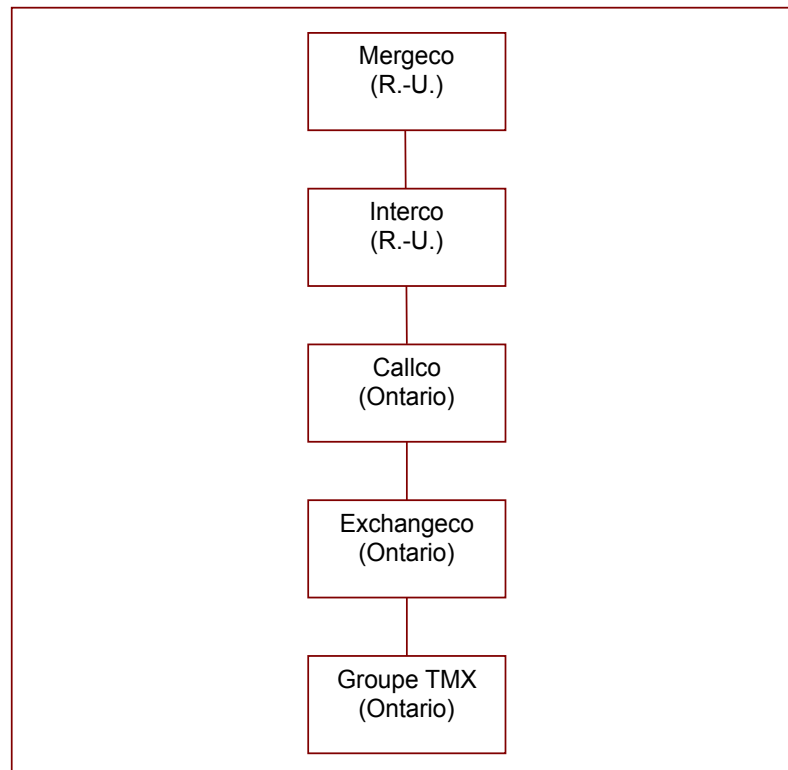 Mergeco
(R.-U.)
Interco
(R.-U.)
Callco
(Ontario)
Exchangeco
(Ontario)
Groupe TMX
(Ontario)